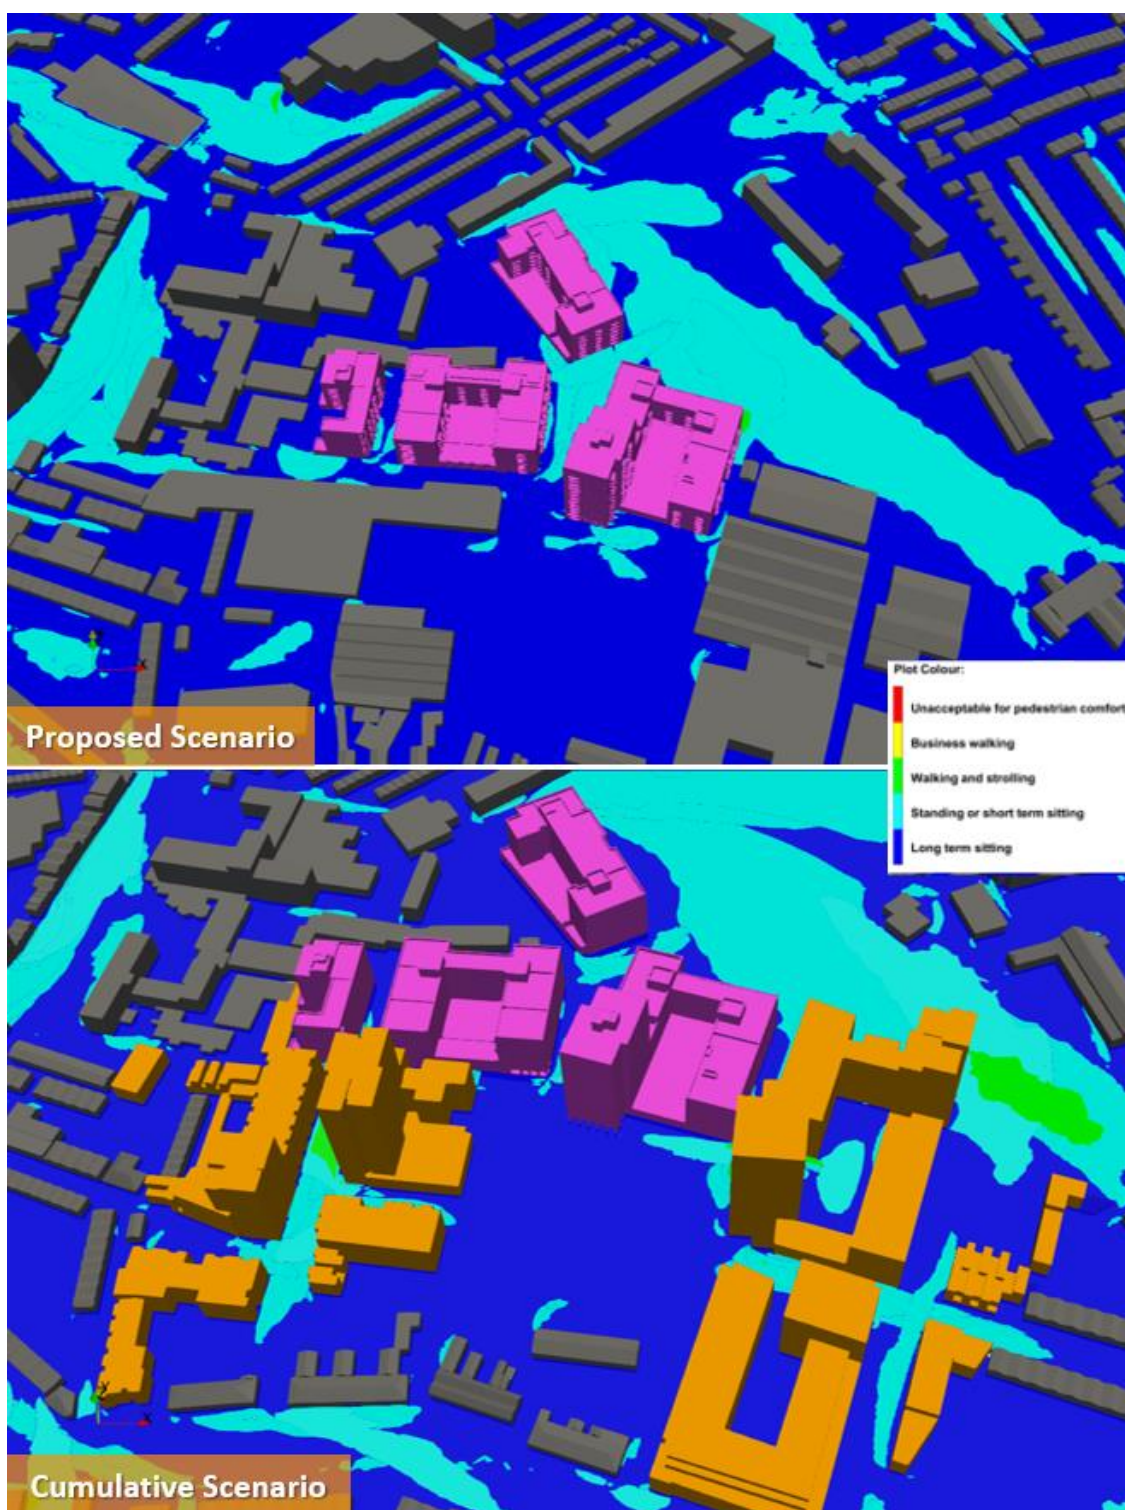 Proposed Scenario
Plot Colour:
Unacceptable for pedestrian comfort
Business walking
Walking and strolling
Standing or short term sitting
Long term sitting
X
Cumulative Scenario